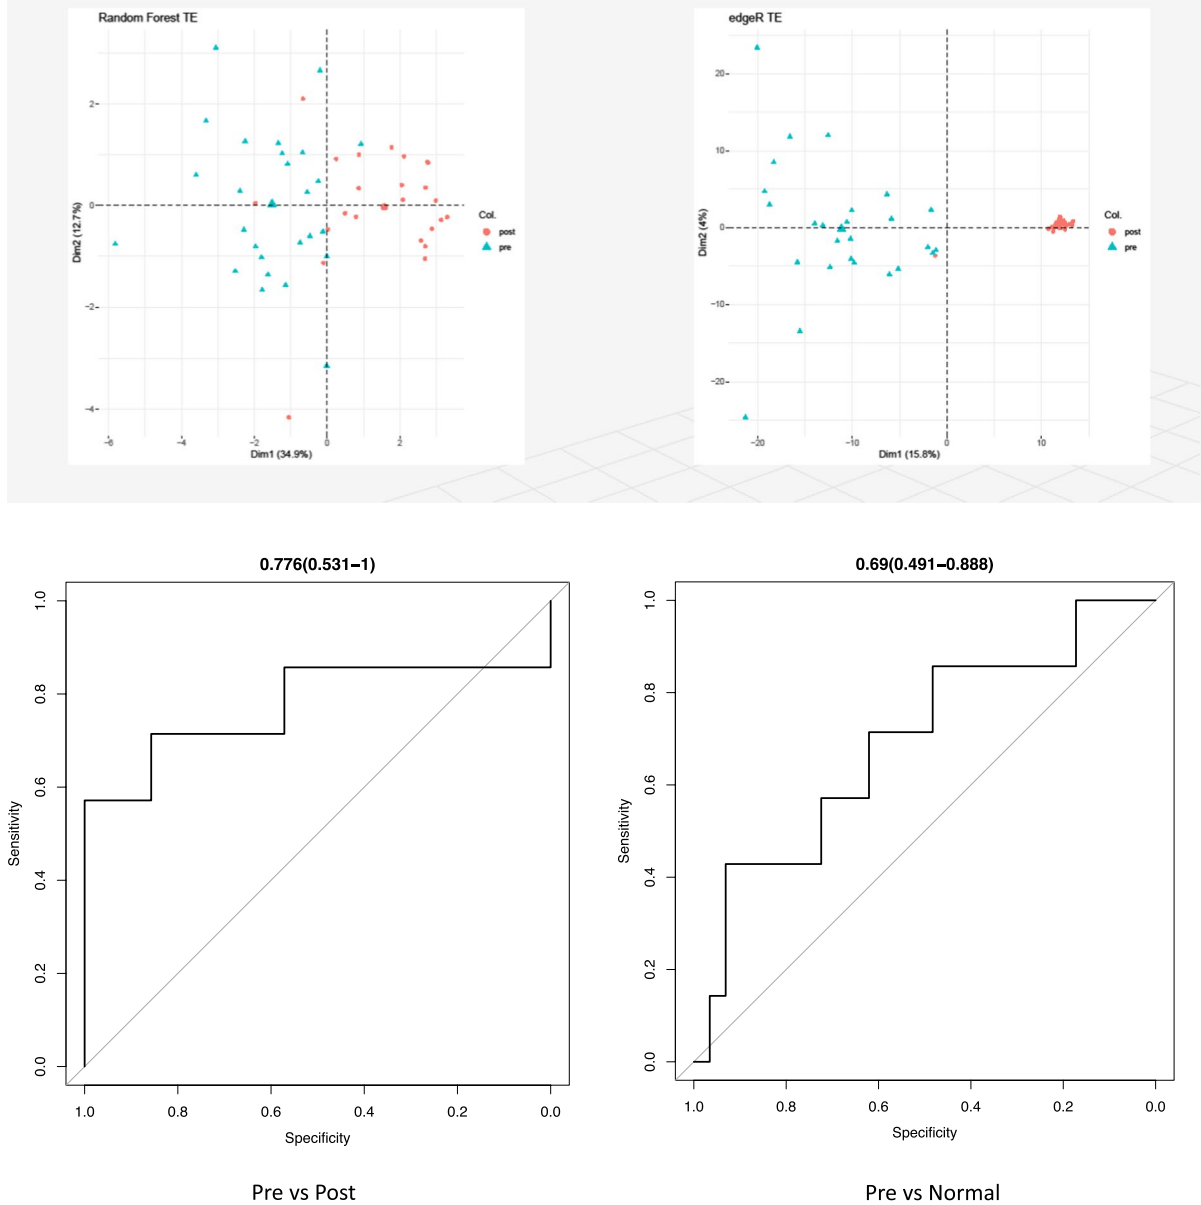 Random Forest TE
2-
0-
-2-
-4-
Dim2 (12.7%)
-6
-4
-2
0
2
Dim1 (34.9%)
Col.
post
pre
edgeR TE
20-
10-
0-
-10-
-20-
Dim2 (4%)
-20
-10
0
10
Dim1 (15.8%)
Col.
post
pre
0.776(0.531−1)
1.0
0.8
0.6
0.4
0.2
0.0
Sensitivity
1.0 0.8 0.6 0.4 0.2 0.0
Specificity
Pre vs Post
0.69(0.491−0.888)
1.0
0.8
0.6
0.4
0.2
0.0
Sensitivity
1.0 0.8 0.6 0.4 0.2 0.0
Specificity
Pre vs Normal